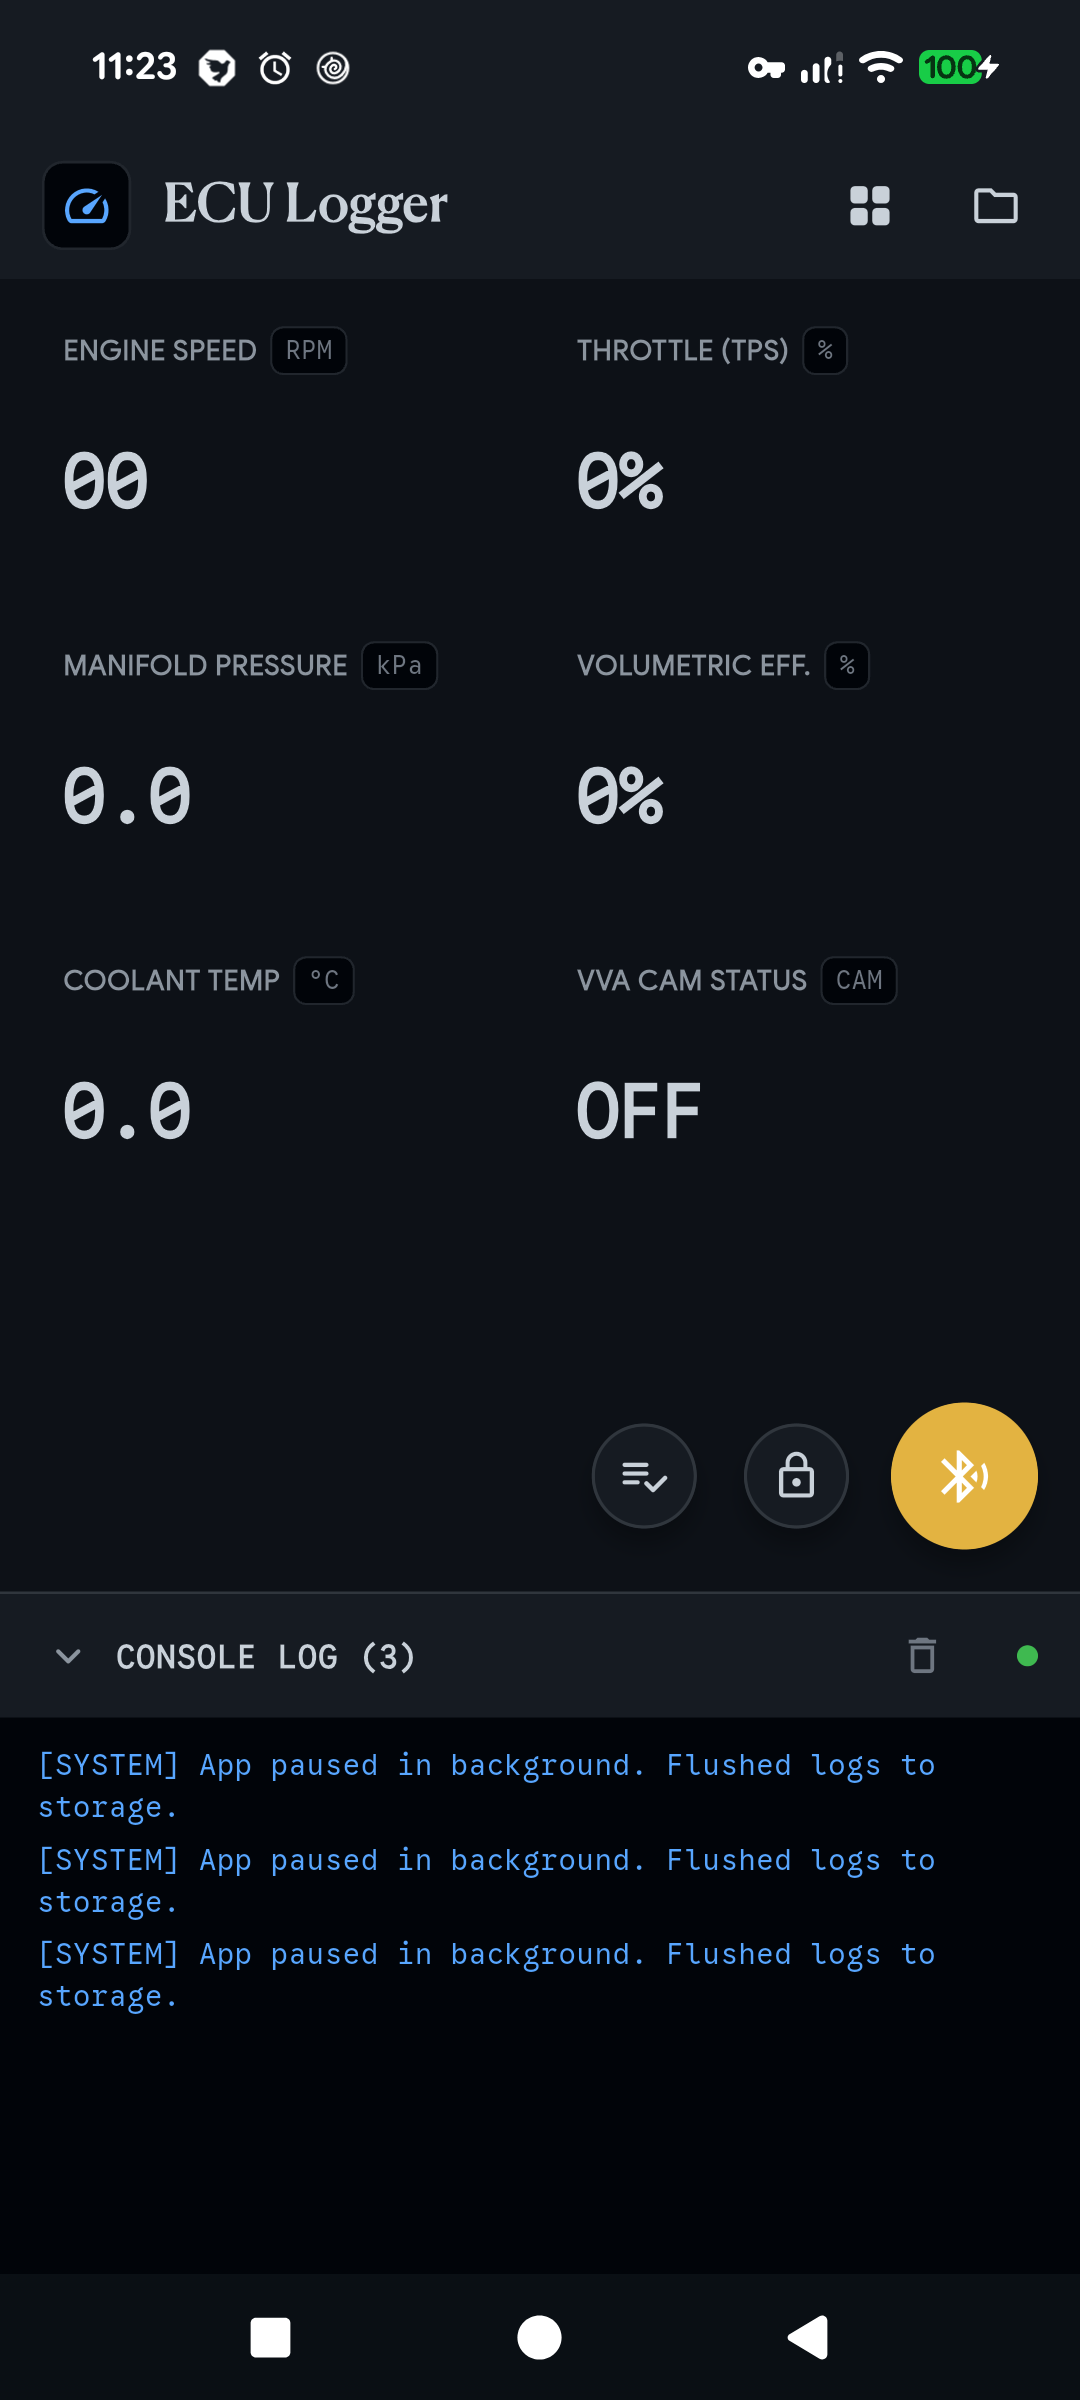 11:23
100
ECU Logger
ENGINE SPEED RPM
THROTTLE (TPS) %
00
0%
MANIFOLD PRESSURE kPa
VOLUMETRIC EFF. %
0.0
0%
COOLANT TEMP °C
VVA CAM STATUS CAM
0.0
OFF
CONSOLE LOG (3)
[SYSTEM] App paused in background. Flushed logs to
storage.
[SYSTEM] App paused in background. Flushed logs to
storage.
[SYSTEM] App paused in background. Flushed logs to
storage.